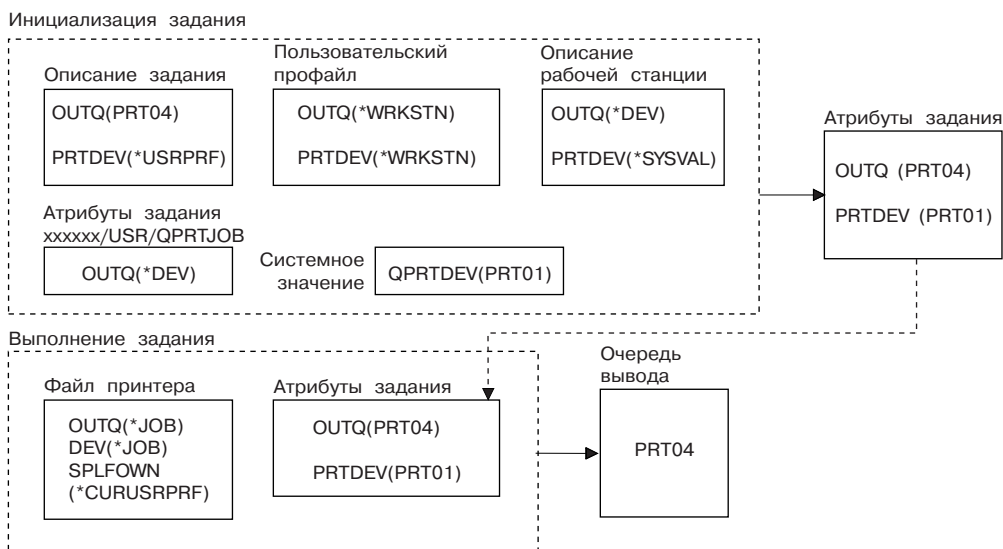 Инициализация задания
Описание задания
OUTQ(PRT04)
PRTDEV(*USRPRF)
Пользовательский
профайл
OUTQ(*WRKSTN)
PRTDEV(*WRKSTN)
Описание
рабочей станции
OUTQ(*DEV)
PRTDEV(*SYSVAL)
Атрибуты задания
OUTQ (PRT04)
PRTDEV (PRT01)
Атрибуты задания
xxxxxx/USR/QPRTJOB
OUTQ(*DEV)
Системное
значение
QPRTDEV(PRT01)
Выполнение задания
Файл принтера
OUTQ(*JOB)
DEV(*JOB)
SPLFOWN
(*CURUSRPRF)
Атрибуты задания
OUTQ(PRT04)
PRTDEV(PRT01)
Очередь
вывода
PRT04